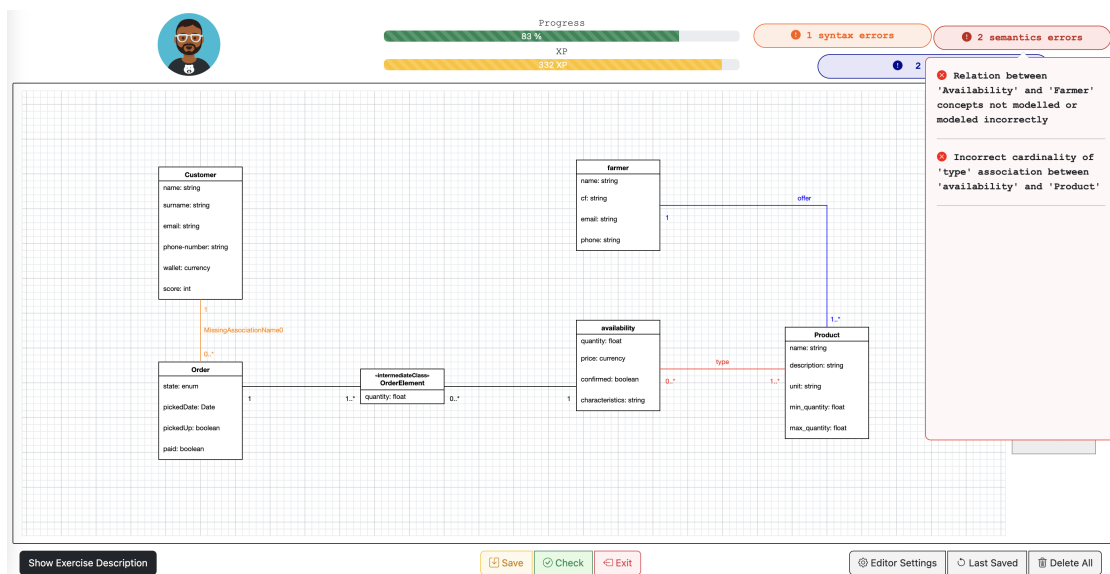 Progress
83 %
XP
332 XP
1 syntax errors
2 semantics errors
2
Relation between
'Availability' and 'Farmer'
concepts not modelled or
modeled incorrectly
Incorrect cardinality of
'type' association between
'availability' and 'Product'
Customer
name: string
surname: string
email: string
phone-number: string
wallet: currency
score: int
1
MissingAssociationName0
0..*
Order
state: enum
pickedDate: Date
pickedUp: boolean
paid: boolean
1
1..*
«intermediateClass»
OrderElement
quantity: float
0..*
1
farmer
name: string
cf: string
email: string
phone: string
1
offer
1..*
availability
quantity: float
price: currency
confirmed: boolean
characteristics: string
0..*
type
1..*
Product
name: string
description: string
unit: string
min_quantity: float
max_quantity: float
Show Exercise Description
Save
Check
Exit
Editor Settings
Last Saved
Delete All